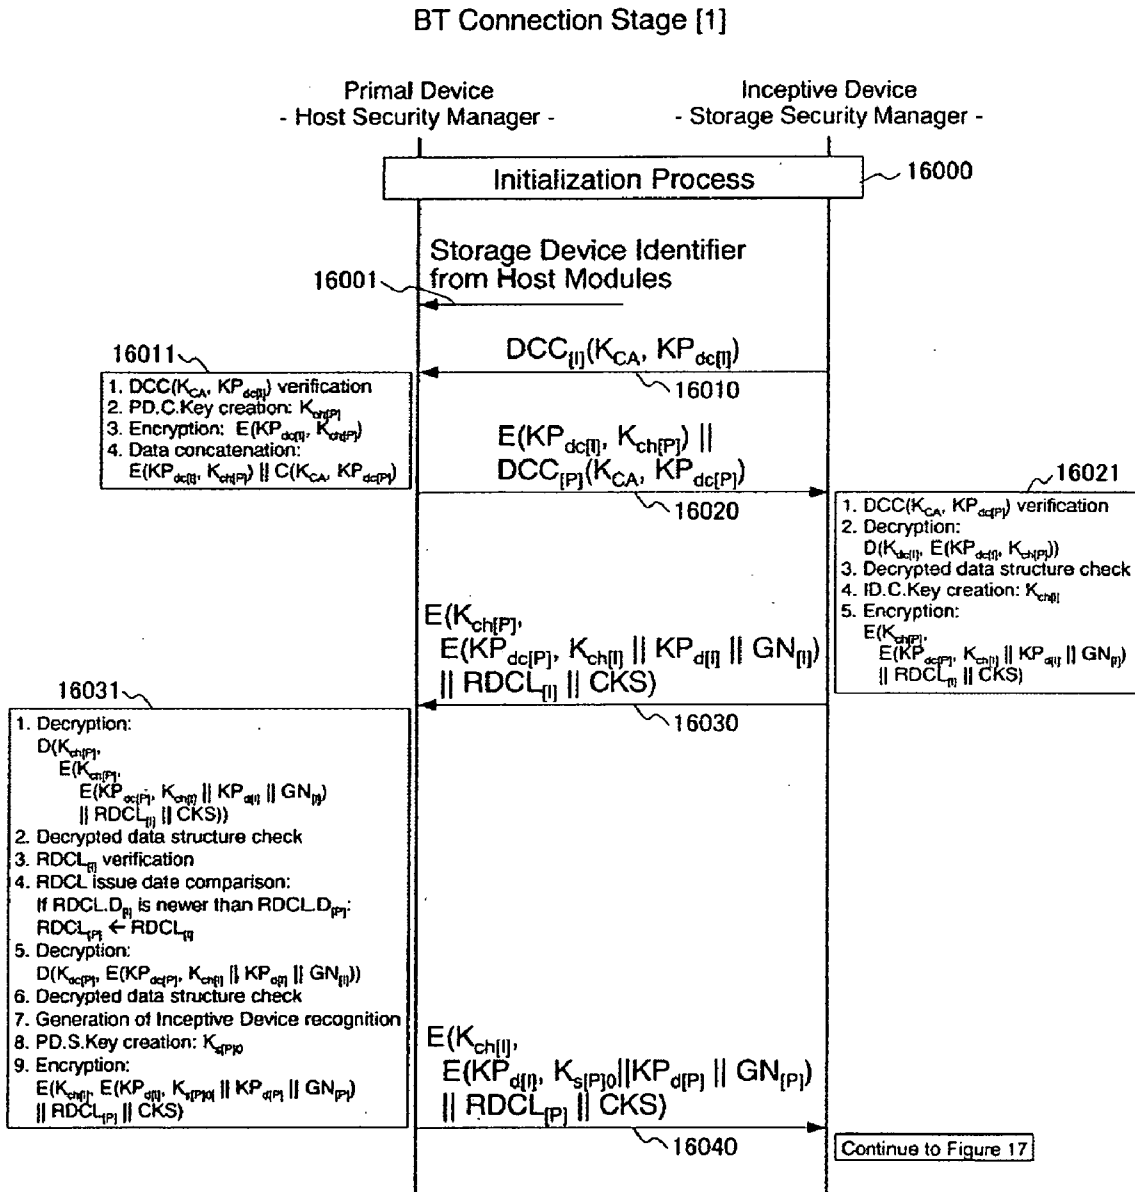 BT Connection Stage [1]
Primal Device
- Host Security Manager -
Inceptive Device
- Storage Security Manager -
Initialization Process
16000
Storage Device Identifier
from Host Modules
16001
DCC[I](KCA, KPdc[I])
16010
16011
1. DCC(KCA, KPdc[I]) verification
2. PD.C.Key creation: Kch[P]
3. Encryption: E(KPdc[I], Kch[P])
4. Data concatenation:
E(KPdc[I], Kch[P]) || C(KCA, KPdc[P])
E(KPdc[I], Kch[P]) ||
DCC[P](KCA, KPdc[P])
16020
16021
1. DCC(KCA, KPdc[P]) verification
2. Decryption:
D(Kdc[I], E(KPdc[I], Kch[P]))
3. Decrypted data structure check
4. ID.C.Key creation: Kch[I]
5. Encryption:
E(Kch[P],
E(KPdc[P], Kch[I] || KPd[I] || GN[I])
|| RDCL[I] || CKS)
E(Kch[P],
E(KPdc[P], Kch[I] || KPd[I] || GN[I])
|| RDCL[I] || CKS)
16030
16031
1. Decryption:
D(Kch[P],
E(Kch[P],
E(KPdc[P], Kch[I] || KPd[I] || GN[I])
|| RDCL[I] || CKS))
2. Decrypted data structure check
3. RDCL[I] verification
4. RDCL issue date comparison:
If RDCL.D[I] is newer than RDCL.D[P]:
RDCL[P] ← RDCL[I]
5. Decryption:
D(Kdc[P], E(KPdc[P], Kch[I] || KPd[I] || GN[I]))
6. Decrypted data structure check
7. Generation of Inceptive Device recognition
8. PD.S.Key creation: Ks[P]0
9. Encryption:
E(Kch[I], E(KPd[I], Ks[P]0 || KPd[P] || GN[P])
|| RDCL[P] || CKS)
E(Kch[I],
E(KPd[I], Ks[P]0||KPd[P] || GN[P])
|| RDCL[P] || CKS)
16040
Continue to Figure 17